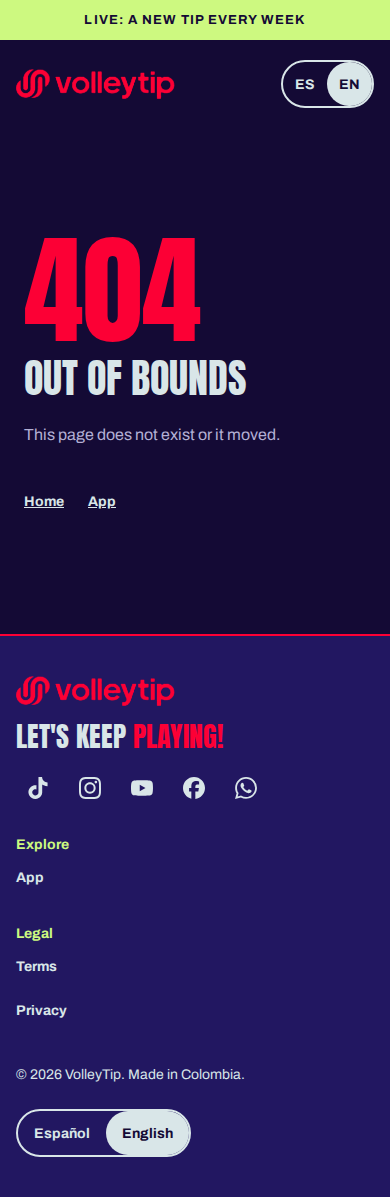 LIVE: A NEW TIP EVERY WEEK
volleytip
ES EN
404
OUT OF BOUNDS
This page does not exist or it moved.
Home App
volleytip
LET'S KEEP PLAYING!
Explore
App
Legal
Terms
Privacy
© 2026 VolleyTip. Made in Colombia.
Español English